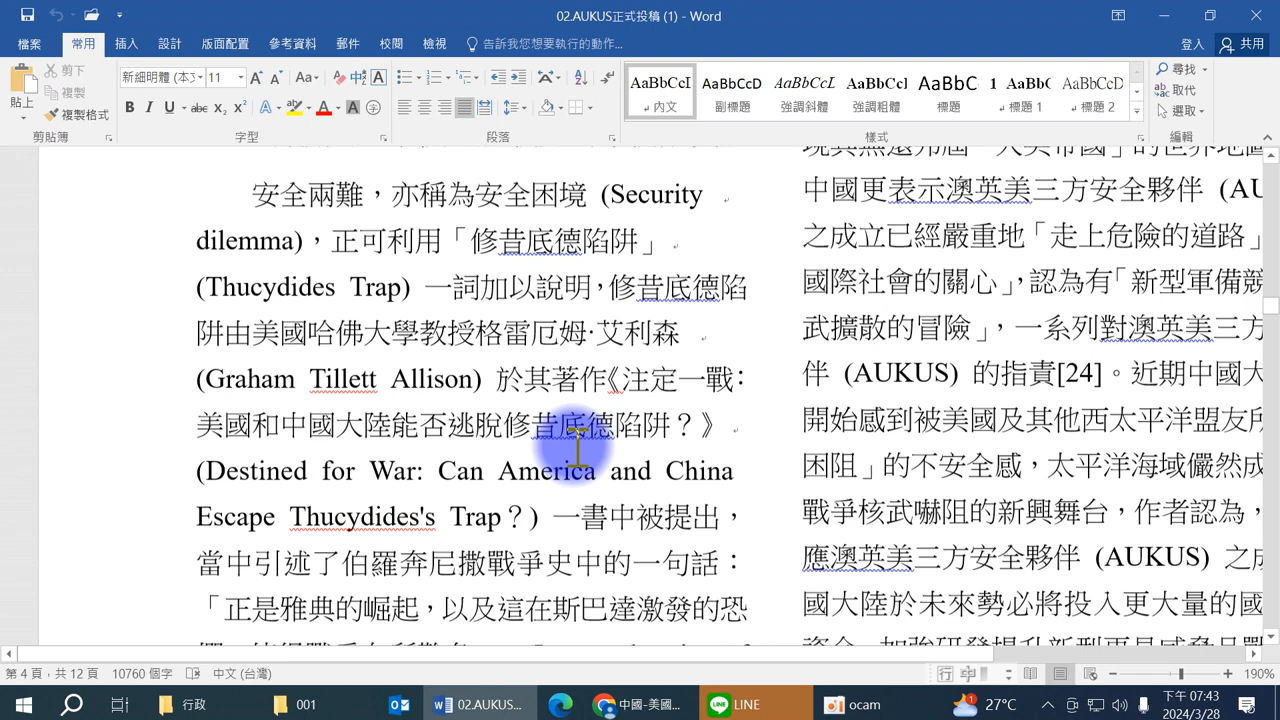 02.AUKUS正式投稿 (1) - Word
檔案 常用 插入 設計 版面配置 參考資料 郵件 校閱 檢視 告訴我您想要執行的動作... 登入 共用
貼上 剪下 複製 複製格式
新細明體 (本文 11
AaBbCcI AaBbCcD AaBbCcL AaBbCcI AaBbC 1 AaBb( AaBbCcD
內文 副標題 強調斜體 強調粗體 標題 標題 1 標題 2
尋找 取代 選取
剪貼簿 字型 段落 樣式 編輯
安全兩難，亦稱為安全困境 (Security
dilemma)，正可利用「修昔底德陷阱」
(Thucydides Trap) 一詞加以說明，修昔底德陷
阱由美國哈佛大學教授格雷厄姆·艾利森
(Graham Tillett Allison) 於其著作《注定一戰：
美國和中國大陸能否逃脫修昔底德陷阱？》
(Destined for War: Can America and China
Escape Thucydides's Trap？) 一書中被提出，
當中引述了伯羅奔尼撒戰爭史中的一句話：
「正是雅典的崛起，以及這在斯巴達激發的恐
中國更表示澳英美三方安全夥伴 (AU
之成立已經嚴重地「走上危險的道路」
國際社會的關心」，認為有「新型軍備競
武擴散的冒險」，一系列對澳英美三方
伴 (AUKUS) 的指責[24]。近期中國大
開始感到被美國及其他西太平洋盟友所
困阻」的不安全感，太平洋海域儼然成
戰爭核武嚇阻的新興舞台，作者認為，
應澳英美三方安全夥伴 (AUKUS) 之成
國大陸於未來勢必將投入更大量的國
第 4 頁，共 12 頁 10760 個字 中文 (台灣) 190%
行政 001 02.AUKUS... 中國-美國... LINE ocam 27°C 下午 07:43
2024/3/28